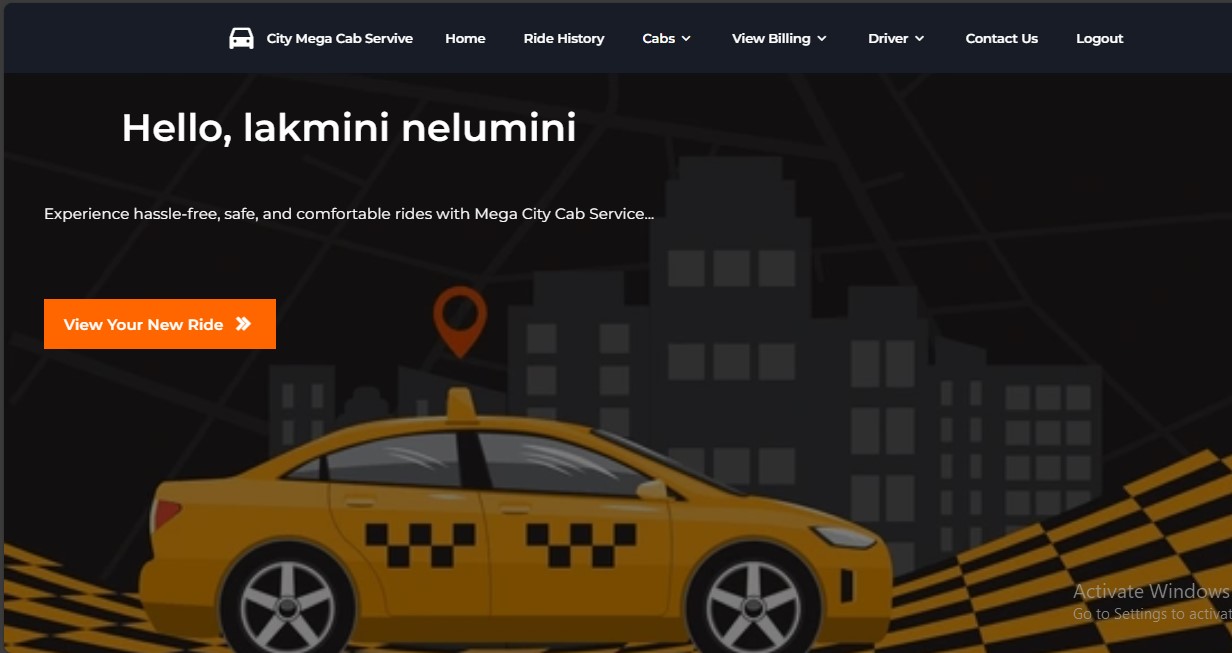 City Mega Cab Servive Home Ride History Cabs View Billing Driver Contact Us Logout
Hello, lakmini nelumini
Experience hassle-free, safe, and comfortable rides with Mega City Cab Service...
View Your New Ride
Activate Windows
Go to Settings to activat